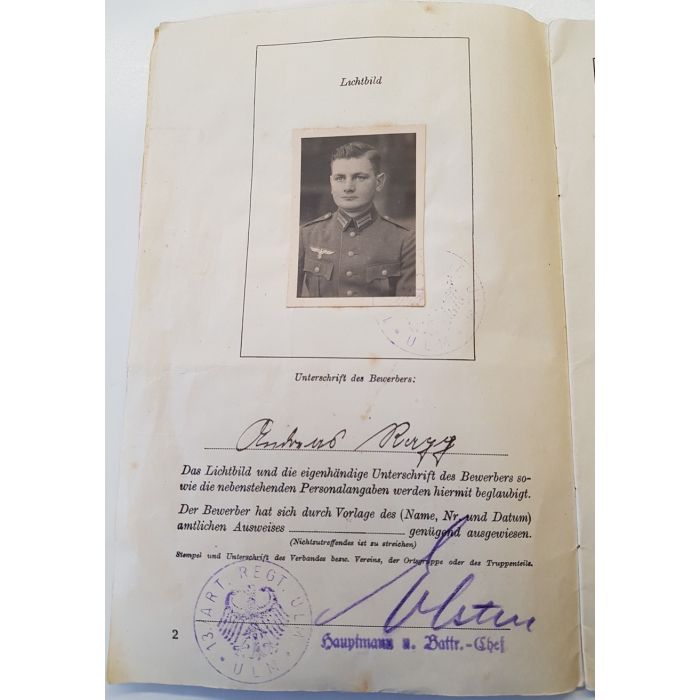 Lichtbild
ULM
Unterschrift des Bewerbers:
Andreas Ragg
Das Lichtbild und die eigenhändige Unterschrift des Bewerbers so-
wie die nebenstehenden Personalangaben werden hiermit beglaubigt.
Der Bewerber hat sich durch Vorlage des (Name, Nr. und Datum)
amtlichen Ausweises genügend ausgewiesen.
(Nichtzutreffendes ist zu streichen)
Stempel und Unterschrift des Verbandes bezw. Vereins, der Ortsgruppe oder des Truppenteils.
13. ART. REGT. ULM
ULM
Hauptmann u. Battr.-Chef
2